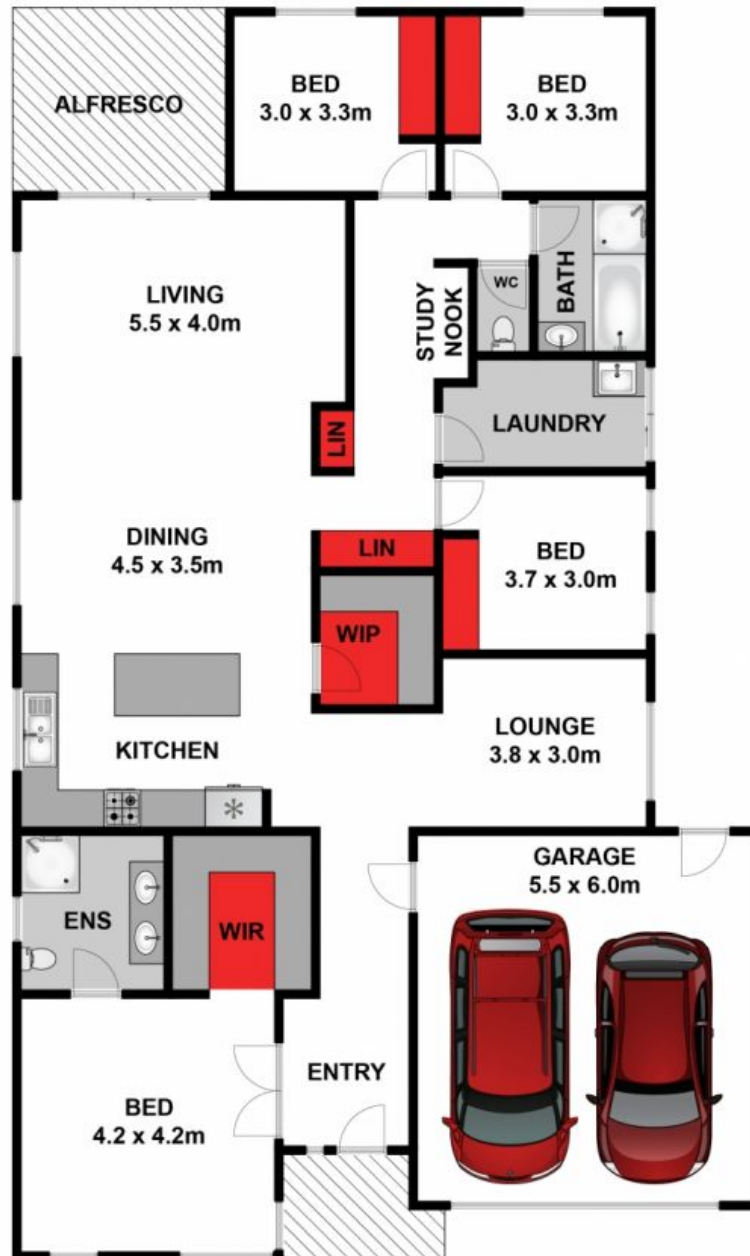 ALFRESCO
BED
3.0 x 3.3m
BED
3.0 x 3.3m
LIVING
5.5 x 4.0m
STUDY
NOOK
WC
BATH
LIN
LAUNDRY
DINING
4.5 x 3.5m
LIN
BED
3.7 x 3.0m
WIP
KITCHEN
LOUNGE
3.8 x 3.0m
GARAGE
5.5 x 6.0m
ENS
WIR
ENTRY
BED
4.2 x 4.2m